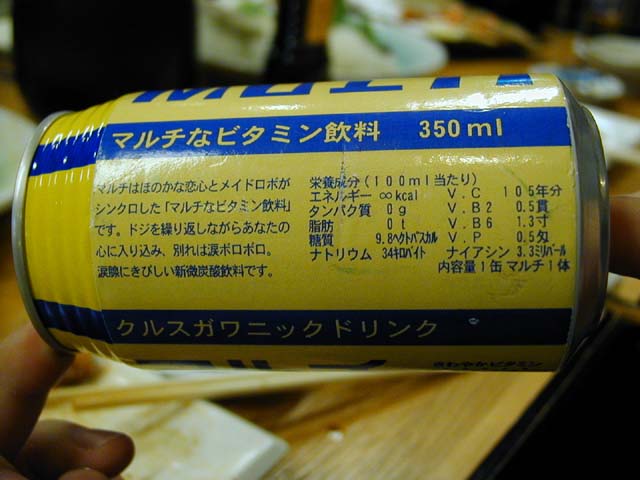 マルチなビタミン飲料 350ml
マルチはほのかな恋心とメイドロボが
シンクロした「マルチなビタミン飲料」
です。ドジを繰り返しながらあなたの
心に入り込み、別れは涙ボロボロ。
涙腺にきびしい新微炭酸飲料です。
栄養成分(100ml当たり)
エネルギー ∞kcal V.C 105年分
タンパク質 0g V.B2 0.5貫
脂肪 0t V.B6 1.3寸
糖質 9.8ヘクトパスカル V.P 0.5匁
ナトリウム 34キロバイト ナイアシン 3.3ミリバール
内容量1缶 マルチ1体
クルスガワニックドリンク
さわやかビタミン